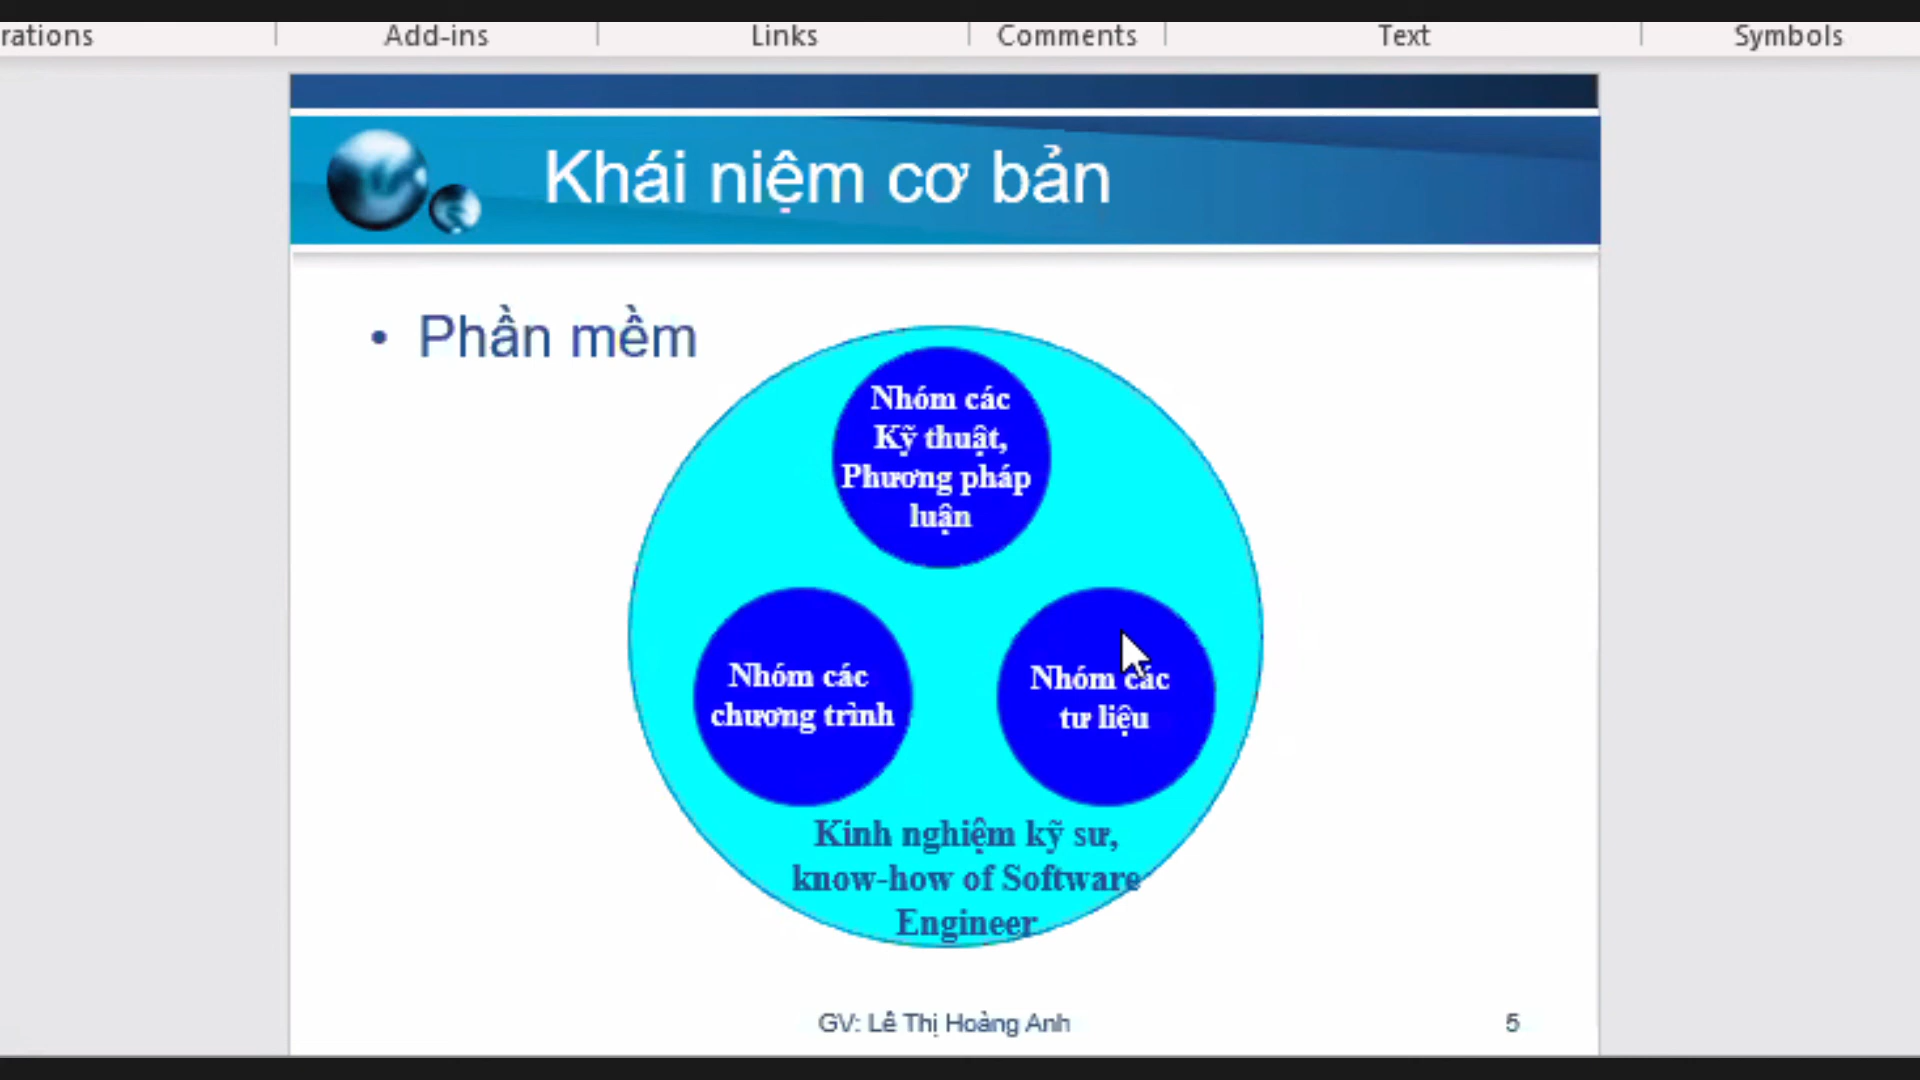 rations
Add-ins
Links
Comments
Text
Symbols
Khái niệm cơ bản
• Phần mềm
Nhóm các
Kỹ thuật,
Phương pháp
luận
Nhóm các
chương trình
Nhóm các
tư liệu
Kinh nghiệm kỹ sư,
know-how of Software
Engineer
GV: Lê Thị Hoàng Anh
5